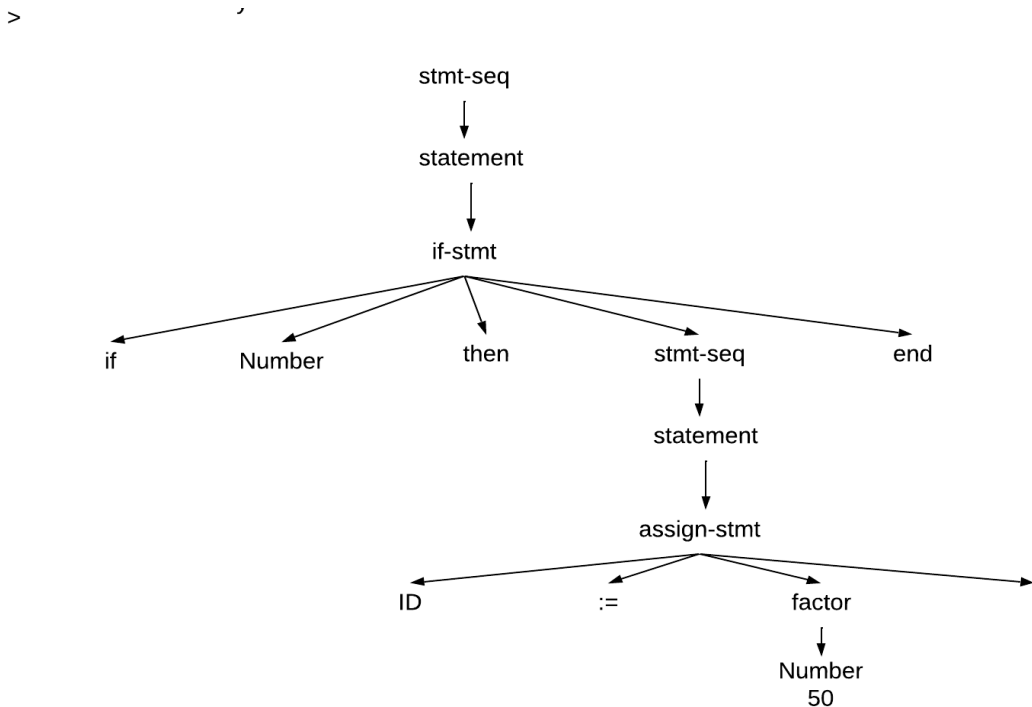 >
stmt-seq
statement
if-stmt
if Number then stmt-seq end
statement
assign-stmt
ID := factor
Number
50